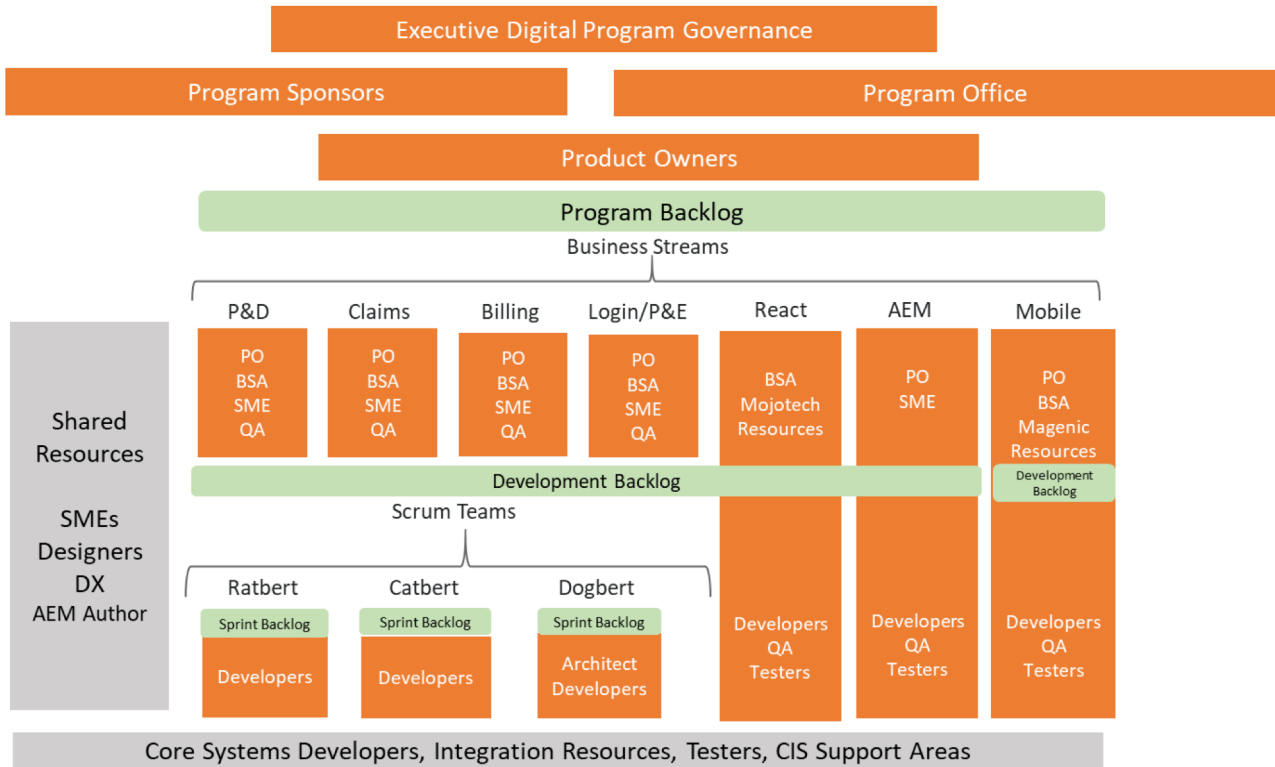 Executive Digital Program Governance
Program Sponsors
Program Office
Product Owners
Program Backlog
Business Streams
P&D
Claims
Billing
Login/P&E
React
AEM
Mobile
PO
BSA
SME
QA
PO
BSA
SME
QA
PO
BSA
SME
QA
PO
BSA
SME
QA
BSA
Mojotech
Resources
PO
SME
PO
BSA
Magenic
Resources
Shared
Resources
SMEs
Designers
DX
AEM Author
Development Backlog
Development
Backlog
Scrum Teams
Ratbert
Catbert
Dogbert
Sprint Backlog
Sprint Backlog
Sprint Backlog
Developers
Developers
Architect
Developers
Developers
QA
Testers
Developers
QA
Testers
Developers
QA
Testers
Core Systems Developers, Integration Resources, Testers, CIS Support Areas